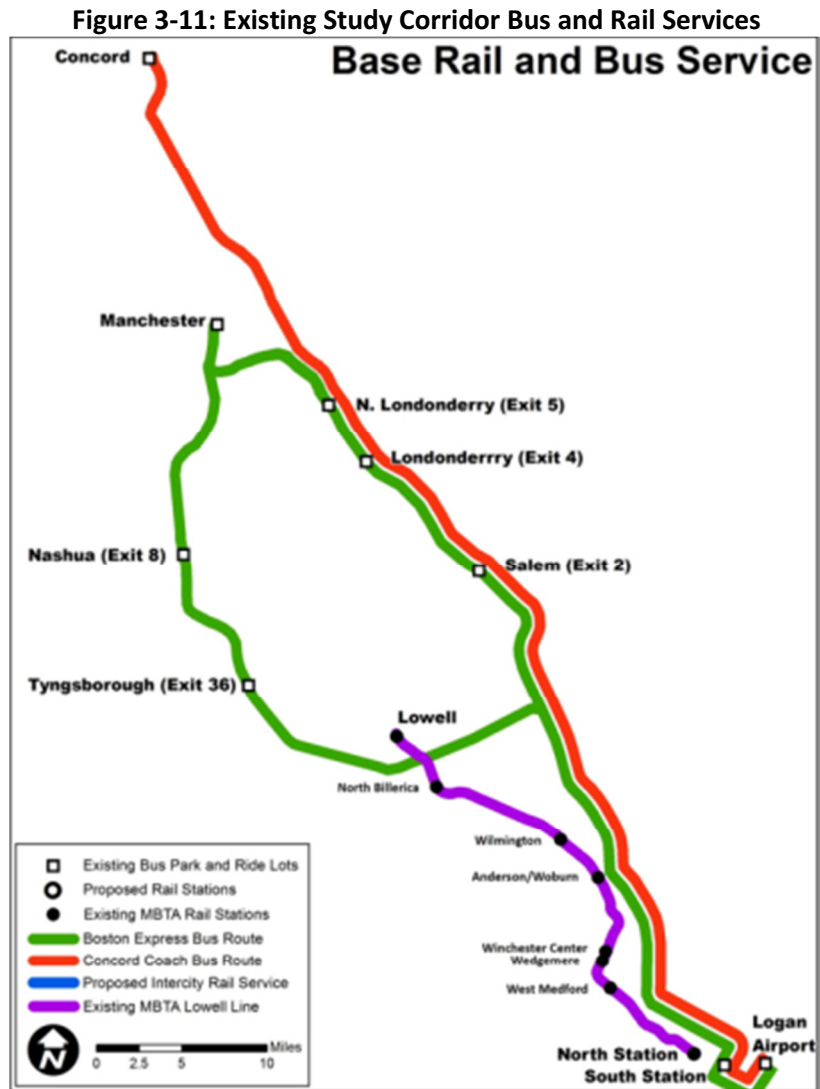 Figure 3-11: Existing Study Corridor Bus and Rail Services
Base Rail and Bus Service
Concord
Manchester
N. Londonderry (Exit 5)
Londonderrry (Exit 4)
Nashua (Exit 8)
Salem (Exit 2)
Tyngsborough (Exit 36)
Lowell
North Billerica
Wilmington
Anderson/Woburn
Winchester Center
Wedgemere
West Medford
Logan
Airport
North Station
South Station
Existing Bus Park and Ride Lots
Proposed Rail Stations
Existing MBTA Rail Stations
Boston Express Bus Route
Concord Coach Bus Route
Proposed Intercity Rail Service
Existing MBTA Lowell Line
N
Miles
0 2.5 5 10